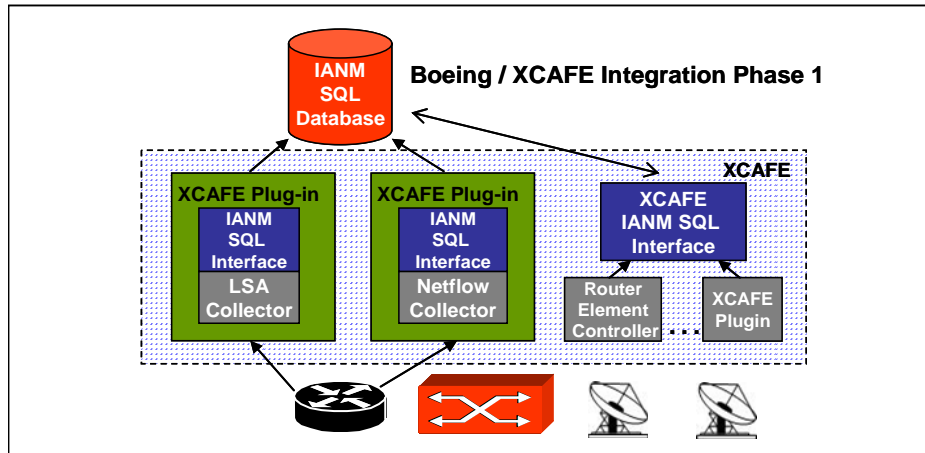 IANM
SQL
Database
Boeing / XCAFE Integration Phase 1
XCAFE
XCAFE Plug-in
IANM
SQL
Interface
LSA
Collector
XCAFE Plug-in
IANM
SQL
Interface
Netflow
Collector
XCAFE
IANM SQL
Interface
Router
Element
Controller
...
XCAFE
Plugin